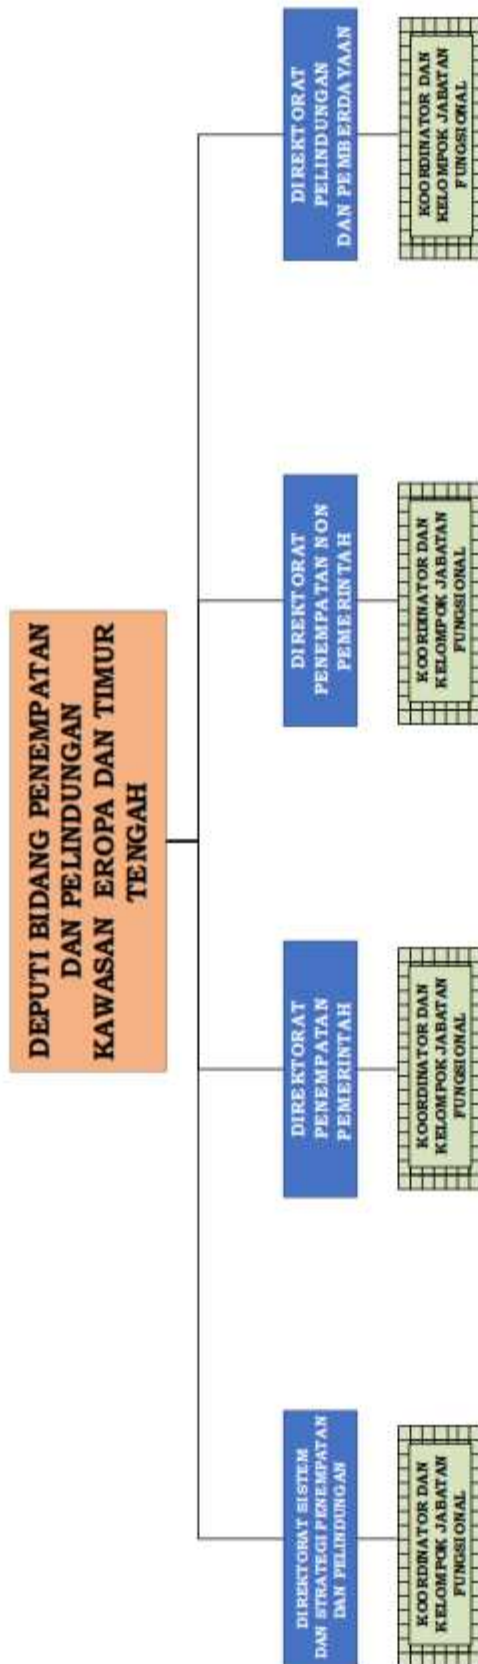 DEPUTI BIDANG PENEMPATAN
DAN PELINDUNGAN
KAWASAN EROPA DAN TIMUR
TENGAH
DIREKTORAT SISTEM
DAN STRATEGI PENEMPATAN
DAN PELINDUNGAN
DIREKTORAT
PENEMPATAN
PEMERINTAH
DIREKTORAT
PENEMPATAN NON
PEMERINTAH
DIREKTORAT
PELINDUNGAN
DAN PEMBERDAYAAN
KOORDINATOR DAN
KELOMPOK JABATAN
FUNGSIONAL
KOORDINATOR DAN
KELOMPOK JABATAN
FUNGSIONAL
KOORDINATOR DAN
KELOMPOK JABATAN
FUNGSIONAL
KOORDINATOR DAN
KELOMPOK JABATAN
FUNGSIONAL